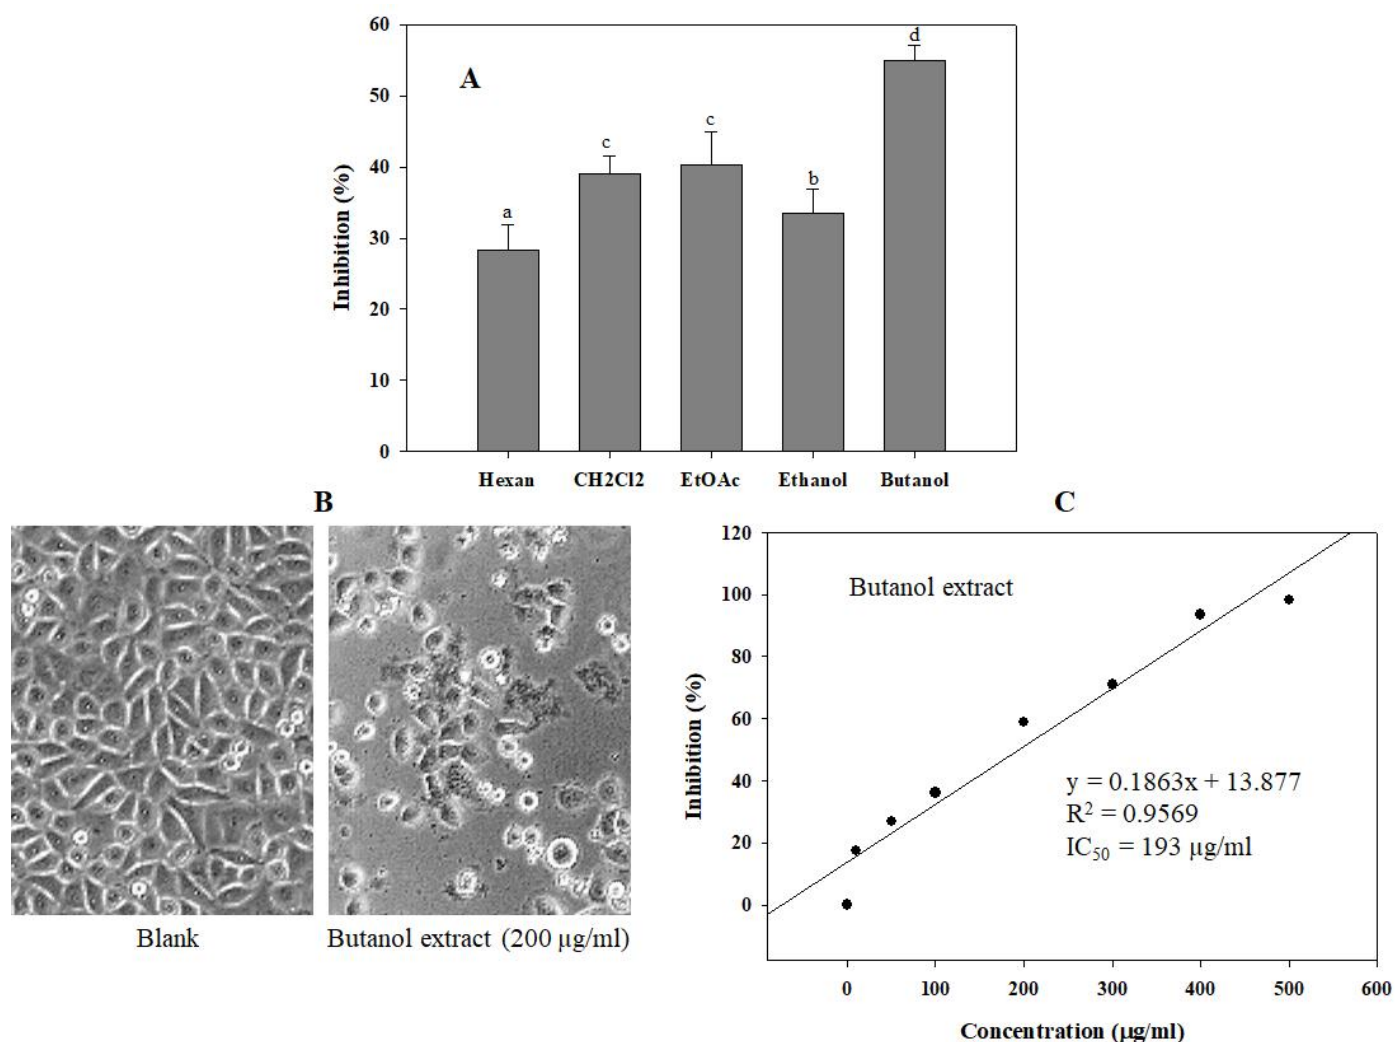 60
50
40
30
20
10
0
Inhibition (%)
A
a
c
c
b
d
Hexan CH2Cl2 EtOAc Ethanol Butanol
B
Blank
Butanol extract (200 µg/ml)
C
120
100
80
60
40
20
0
Inhibition (%)
Butanol extract
y = 0.1863x + 13.877
R² = 0.9569
IC₅₀ = 193 µg/ml
0 100 200 300 400 500 600
Concentration (µg/ml)